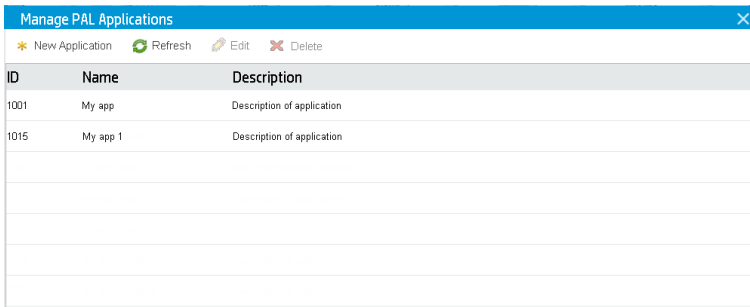 Manage PAL Applications
New Application Refresh Edit Delete
ID Name Description
1001 My app Description of application
1015 My app 1 Description of application